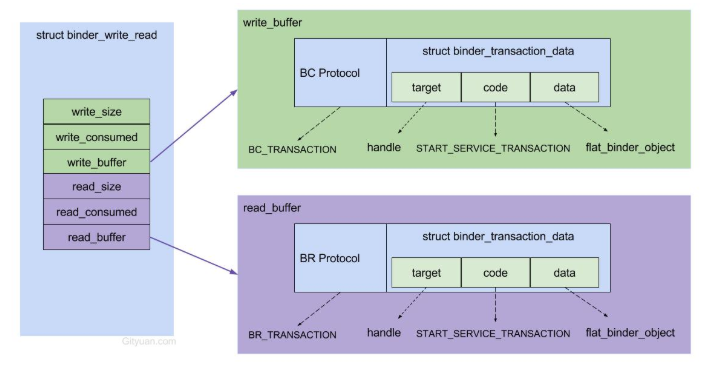 struct binder_write_read
write_size
write_consumed
write_buffer
read_size
read_consumed
read_buffer
Gityuan.com
write_buffer
BC Protocol
struct binder_transaction_data
target code data
BC_TRANSACTION handle START_SERVICE_TRANSACTION flat_binder_object
read_buffer
BR Protocol
struct binder_transaction_data
target code data
BR_TRANSACTION handle START_SERVICE_TRANSACTION flat_binder_object